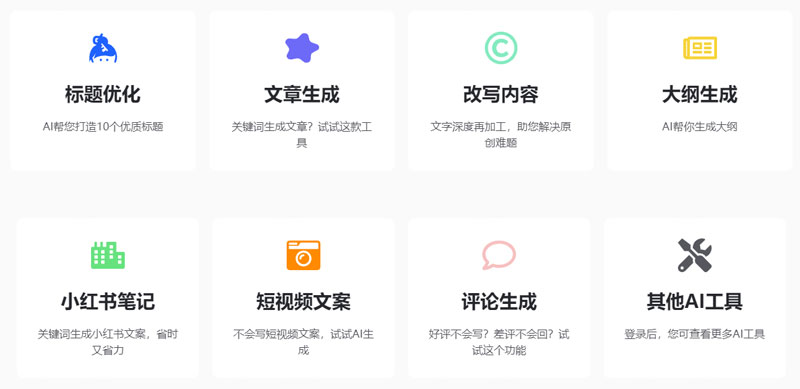 标题优化
AI帮您打造10个优质标题
文章生成
关键词生成文章？试试这款工
具
改写内容
文字深度再加工，助您解决原
创难题
大纲生成
AI帮你生成大纲
小红书笔记
关键词生成小红书文案，省时
又省力
短视频文案
不会写短视频文案，试试AI生
成
评论生成
好评不会写？差评不会回？试
试这个功能
其他AI工具
登录后，您可查看更多AI工具